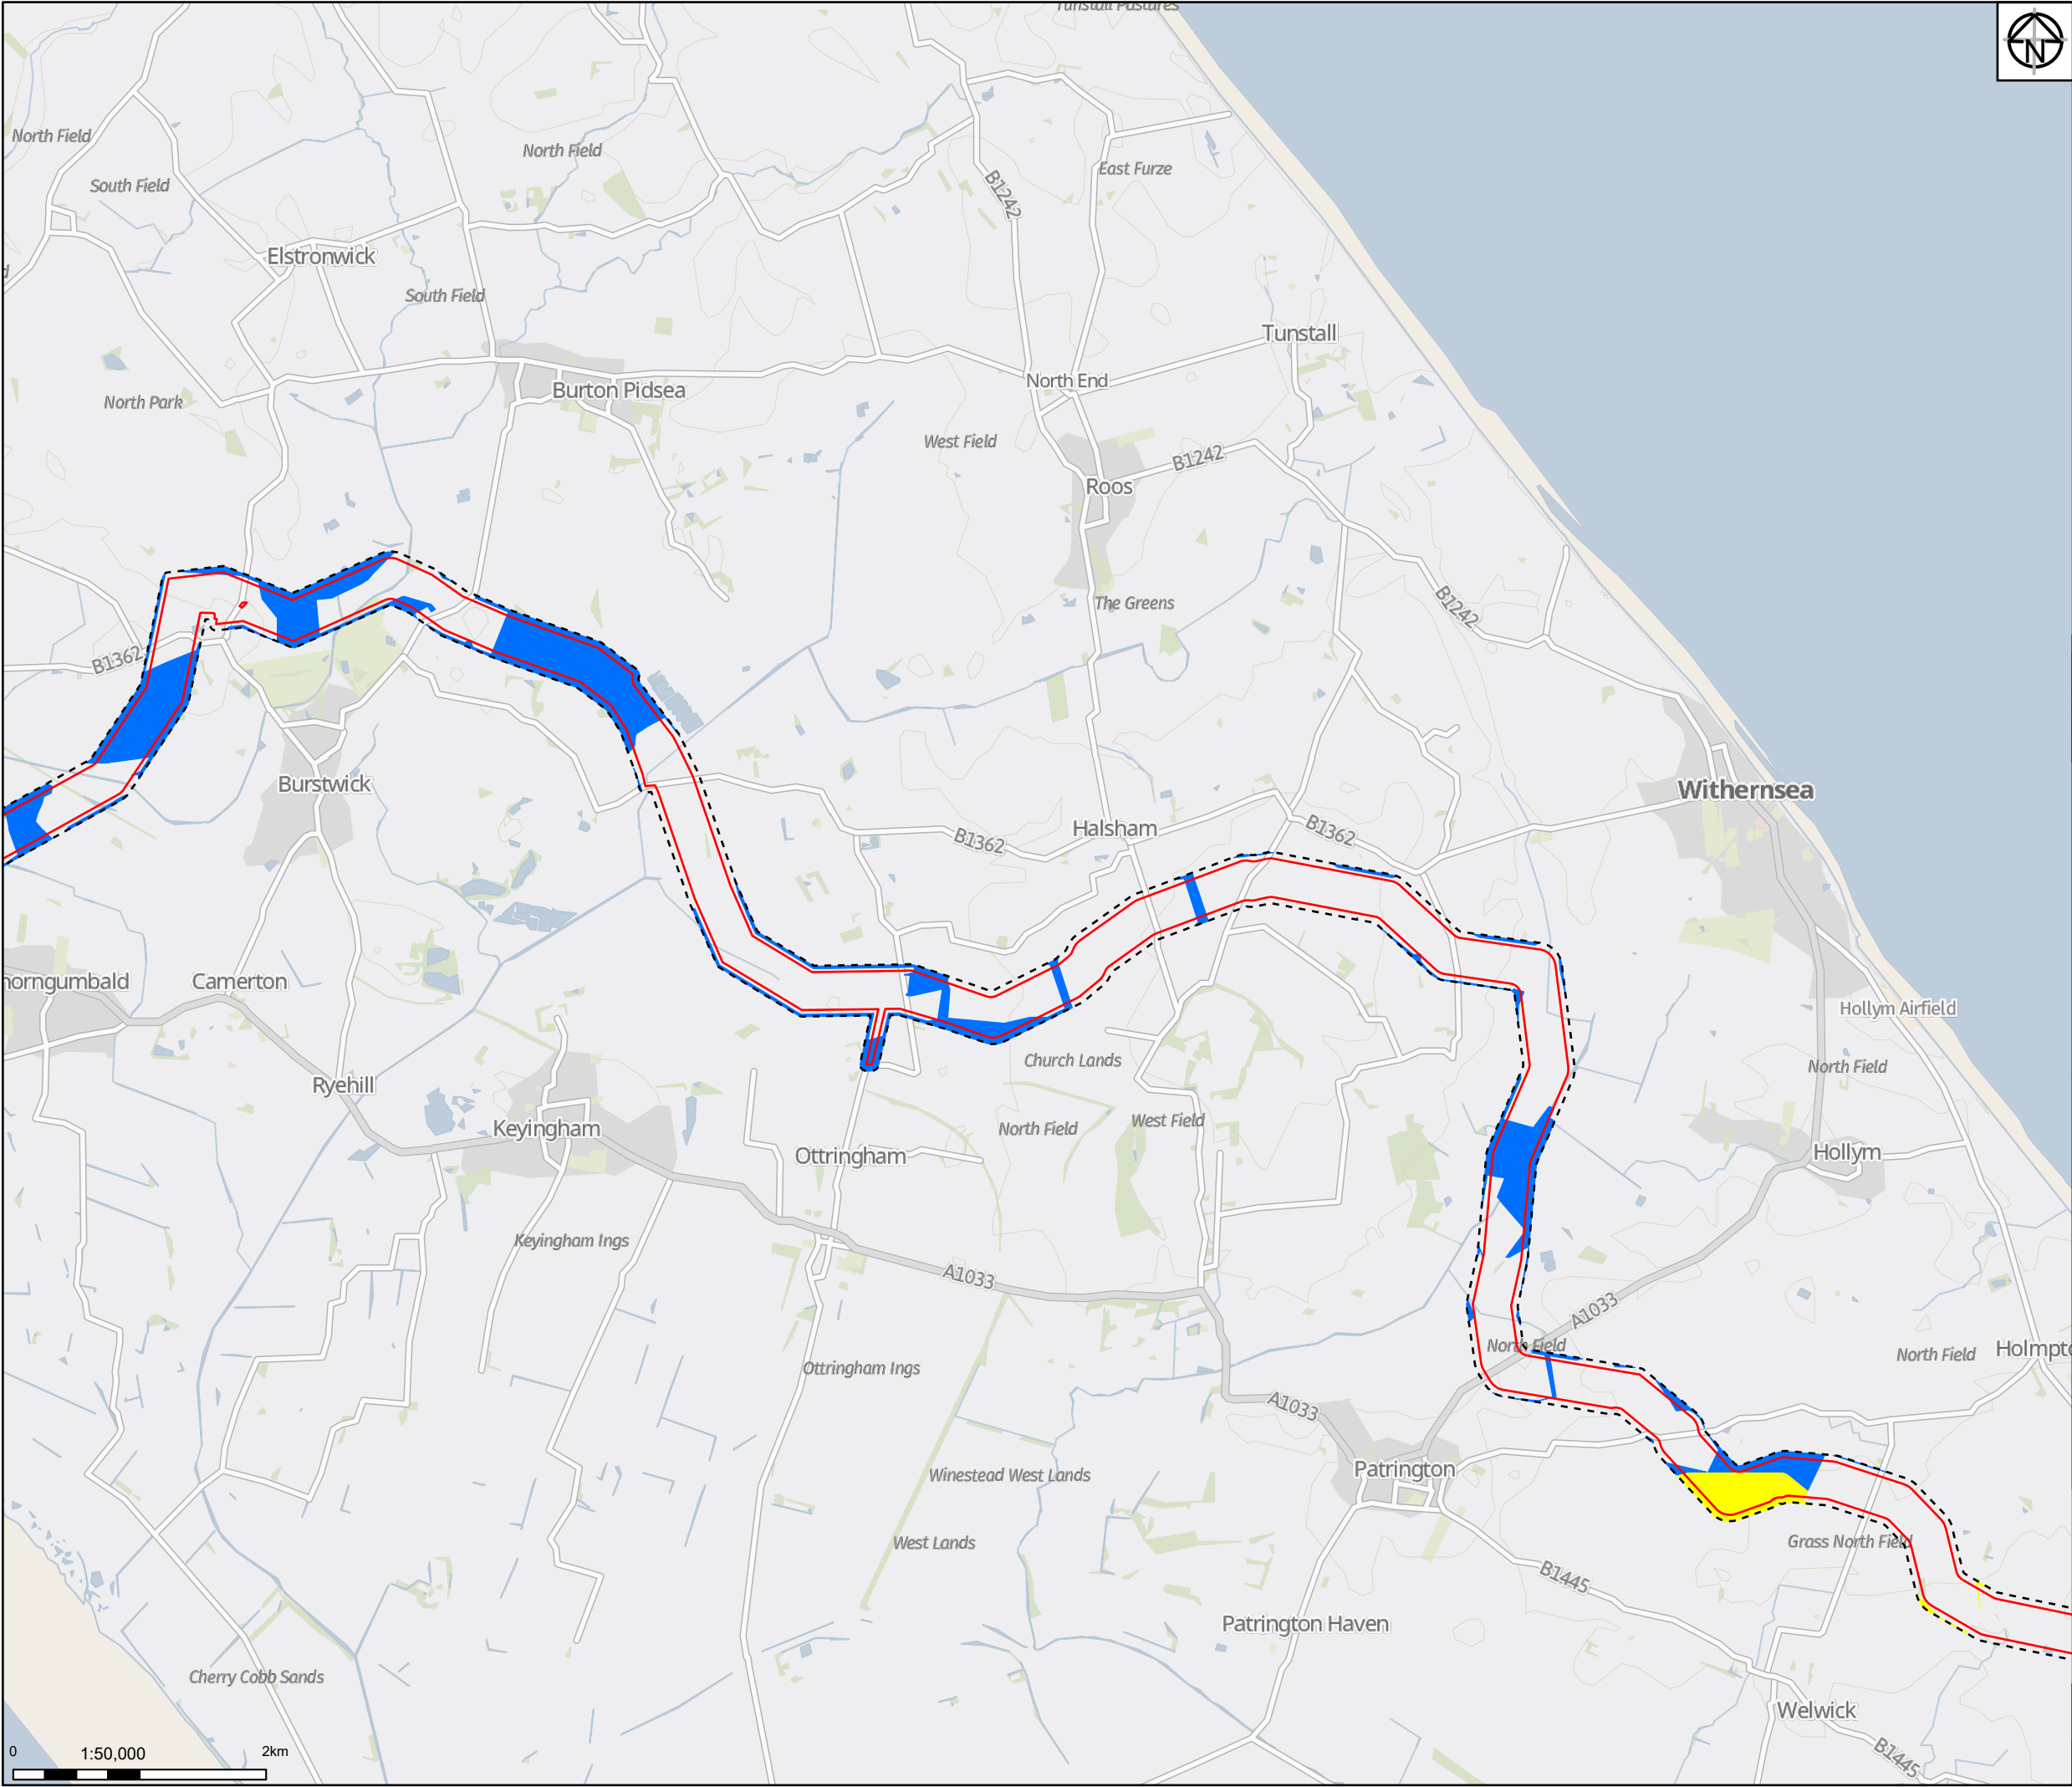 Tunstall Pastures
N
North Field
North Field
East Furze
South Field
B1242
Elstronwick
South Field
Tunstall
North End
Burton Pidsea
North Park
West Field
B1242
Roos
The Greens
B1242
B1362
Burstwick
Withernsea
Halsham
B1362
B1362
horngumbald
Camerton
Hollym Airfield
Church Lands
North Field
Ryehill
West Field
North Field
Keyingham
Ottringham
Hollym
Keyingham Ings
A1033
A1033
North Field
North Field
Holmpto
Ottringham Ings
A1033
Patrington
Winestead West Lands
West Lands
Grass North Field
B1445
Patrington Haven
Cherry Cobb Sands
Welwick
B1445
0 1:50,000 2km